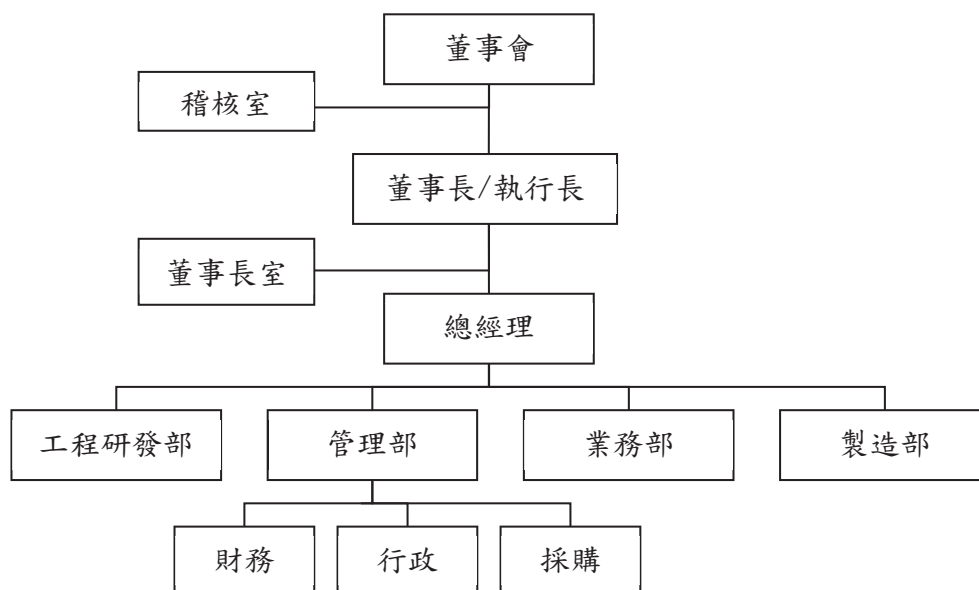 董事會
稽核室
董事長/執行長
董事長室
總經理
工程研發部
管理部
業務部
製造部
財務
行政
採購